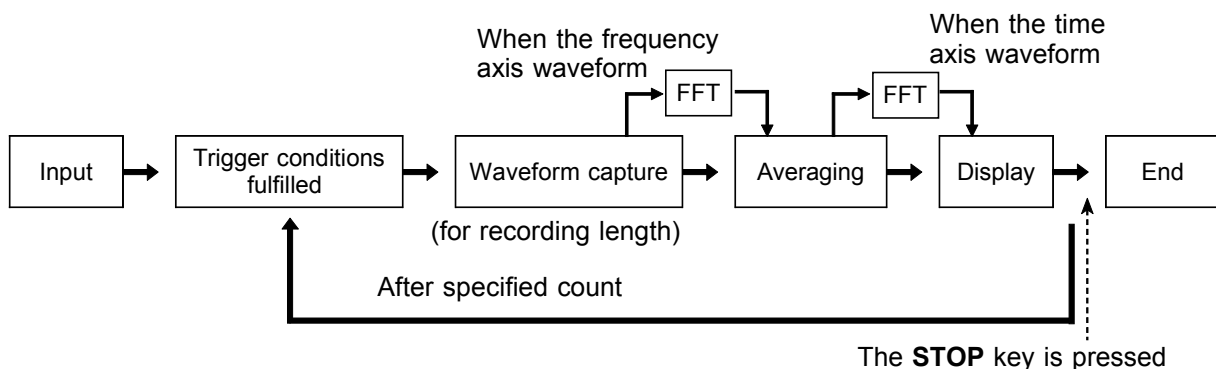 When the frequency
axis waveform
When the time
axis waveform
FFT
FFT
Input
Trigger conditions
fulfilled
Waveform capture
Averaging
Display
End
(for recording length)
After specified count
The STOP key is pressed